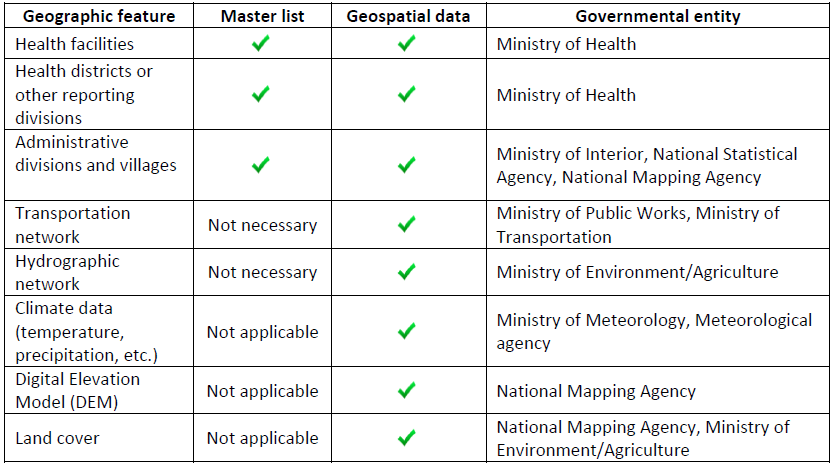 Geographic feature Master list Geospatial data Governmental entity
Health facilities ✓ ✓ Ministry of Health
Health districts or
other reporting
divisions
✓ ✓ Ministry of Health
Administrative
divisions and villages
✓ ✓ Ministry of Interior, National Statistical
Agency, National Mapping Agency
Transportation
network
Not necessary ✓ Ministry of Public Works, Ministry of
Transportation
Hydrographic
network
Not necessary ✓ Ministry of Environment/Agriculture
Climate data
(temperature,
precipitation, etc.)
Not applicable ✓ Ministry of Meteorology, Meteorological
agency
Digital Elevation
Model (DEM)
Not applicable ✓ National Mapping Agency
Land cover Not applicable ✓ National Mapping Agency, Ministry of
Environment/Agriculture